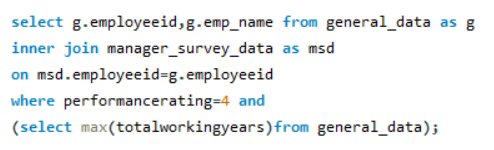 select g.employeeid,g.emp_name from general_data as g
inner join manager_survey_data as msd
on msd.employeeid=g.employeeid
where performancerating=4 and
(select max(totalworkingyears)from general_data);